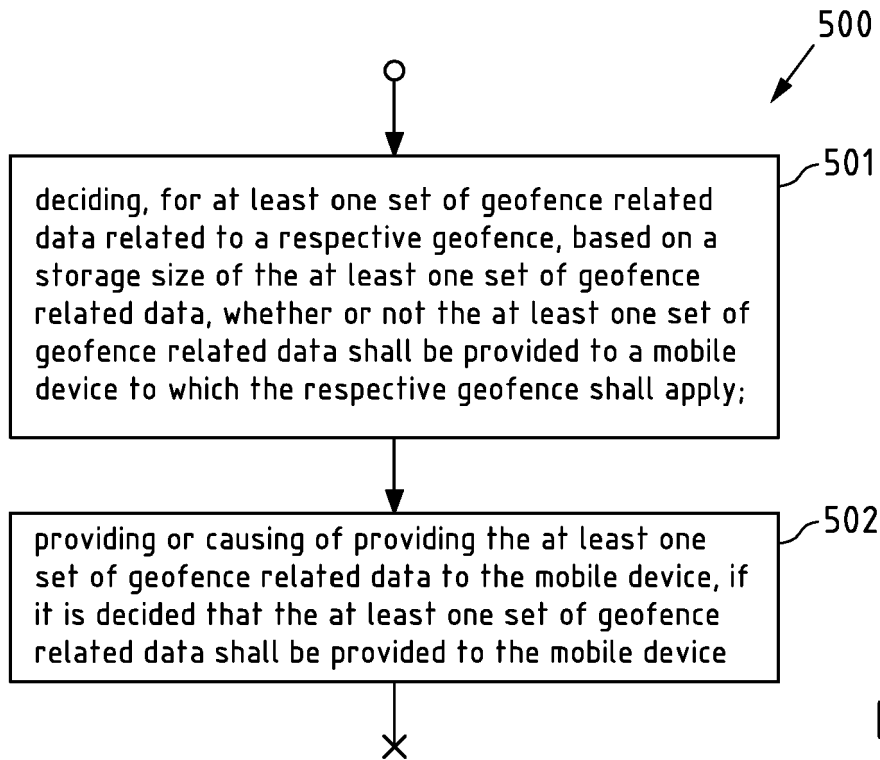 500
501
deciding, for at least one set of geofence related
data related to a respective geofence, based on a
storage size of the at least one set of geofence
related data, whether or not the at least one set of
geofence related data shall be provided to a mobile
device to which the respective geofence shall apply;
502
providing or causing of providing the at least one
set of geofence related data to the mobile device, if
it is decided that the at least one set of geofence
related data shall be provided to the mobile device